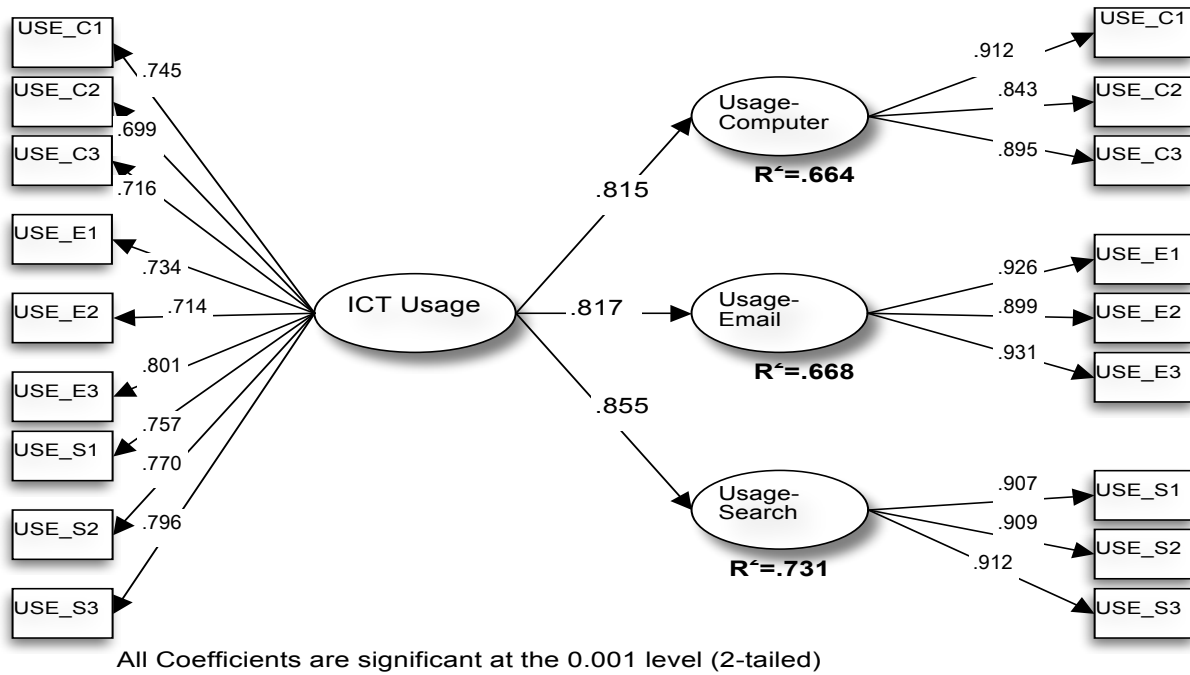 USE_C1
USE_C2
USE_C3
USE_E1
USE_E2
USE_E3
USE_S1
USE_S2
USE_S3
.745
.699
.716
.734
.714
.801
.757
.770
.796
ICT Usage
.815
.817
.855
Usage-
Computer
R²=.664
Usage-
Email
R²=.668
Usage-
Search
R²=.731
.912
.843
.895
.926
.899
.931
.907
.909
.912
USE_C1
USE_C2
USE_C3
USE_E1
USE_E2
USE_E3
USE_S1
USE_S2
USE_S3
All Coefficients are significant at the 0.001 level (2-tailed)